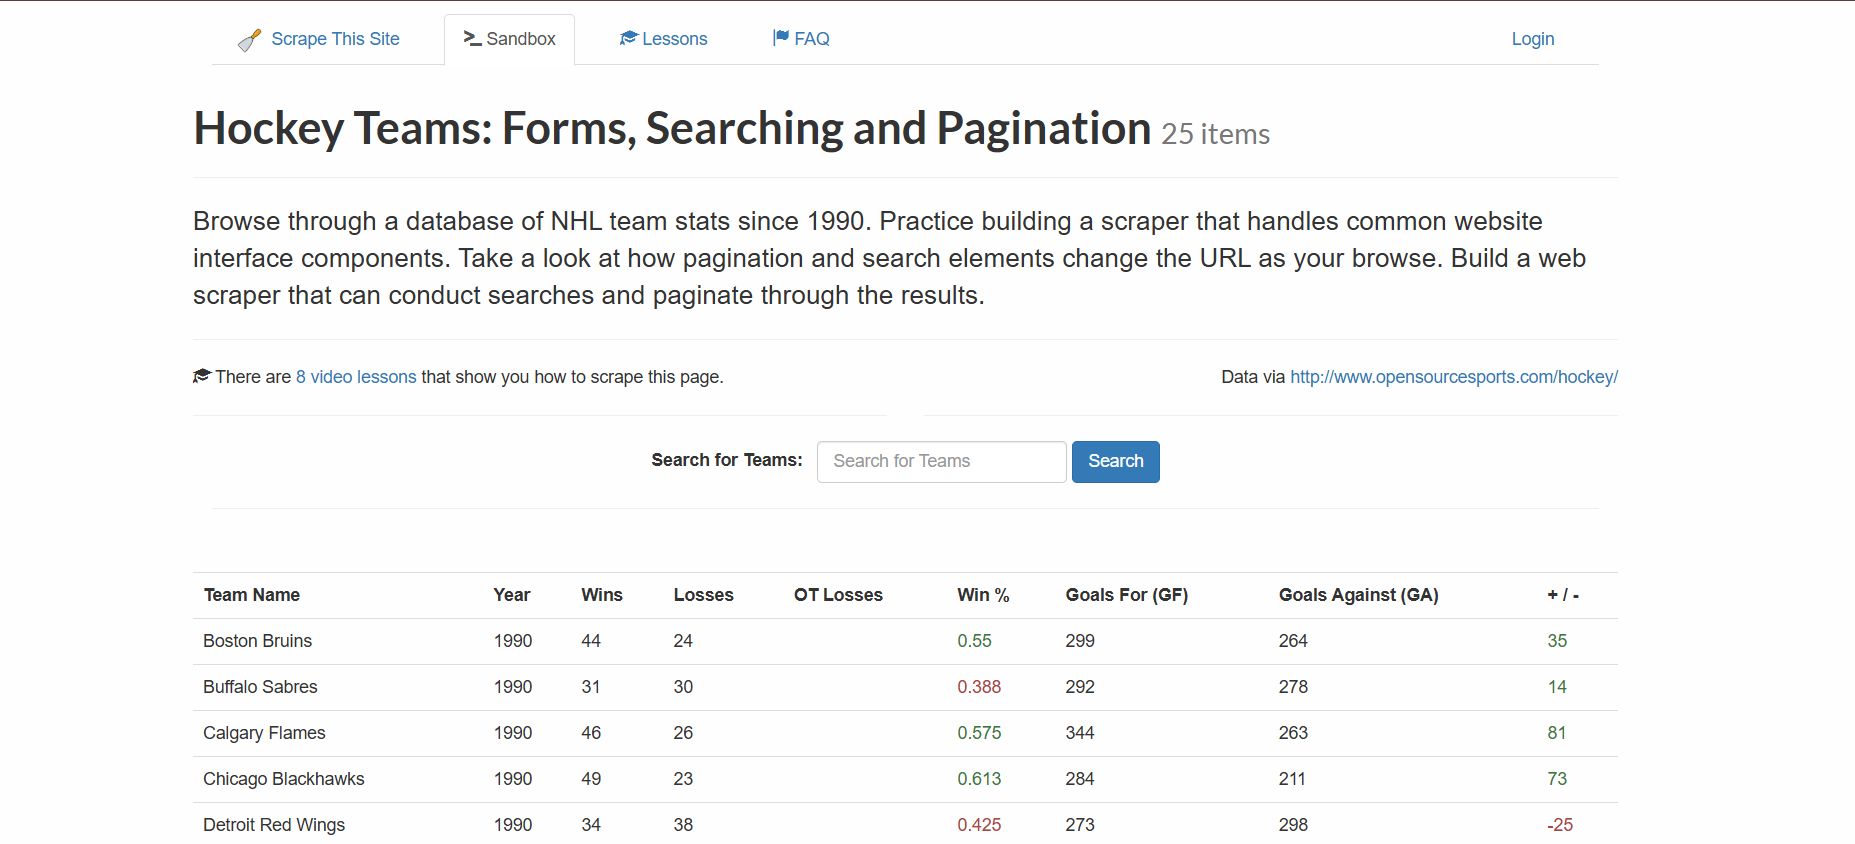 Scrape This Site Sandbox Lessons FAQ Login
Hockey Teams: Forms, Searching and Pagination 25 items
Browse through a database of NHL team stats since 1990. Practice building a scraper that handles common website
interface components. Take a look at how pagination and search elements change the URL as your browse. Build a web
scraper that can conduct searches and paginate through the results.
There are 8 video lessons that show you how to scrape this page. Data via http://www.opensourcesports.com/hockey/
Search for Teams: Search for Teams Search
Team Name Year Wins Losses OT Losses Win % Goals For (GF) Goals Against (GA) + / -
Boston Bruins 1990 44 24 0.55 299 264 35
Buffalo Sabres 1990 31 30 0.388 292 278 14
Calgary Flames 1990 46 26 0.575 344 263 81
Chicago Blackhawks 1990 49 23 0.613 284 211 73
Detroit Red Wings 1990 34 38 0.425 273 298 -25